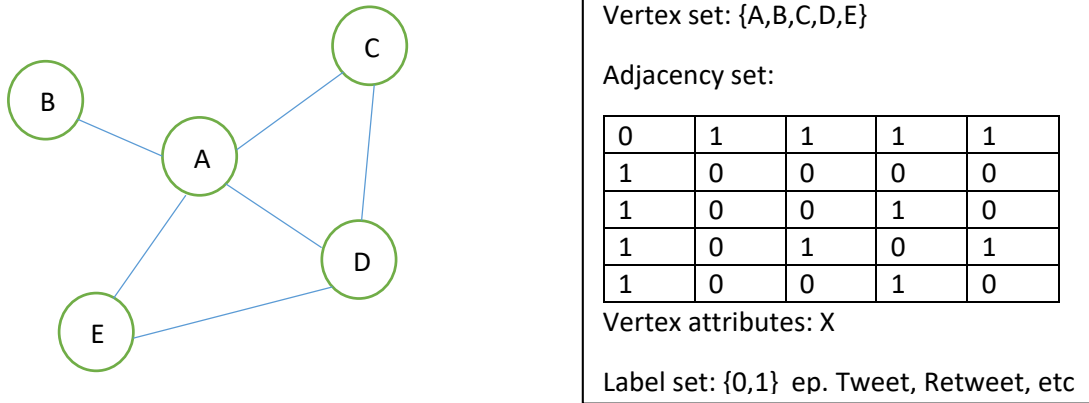 C
B
A
D
E
Vertex set: {A,B,C,D,E}
Adjacency set:
0 1 1 1 1
1 0 0 0 0
1 0 0 1 0
1 0 1 0 1
1 0 0 1 0
Vertex attributes: X
Label set: {0,1} ep. Tweet, Retweet, etc